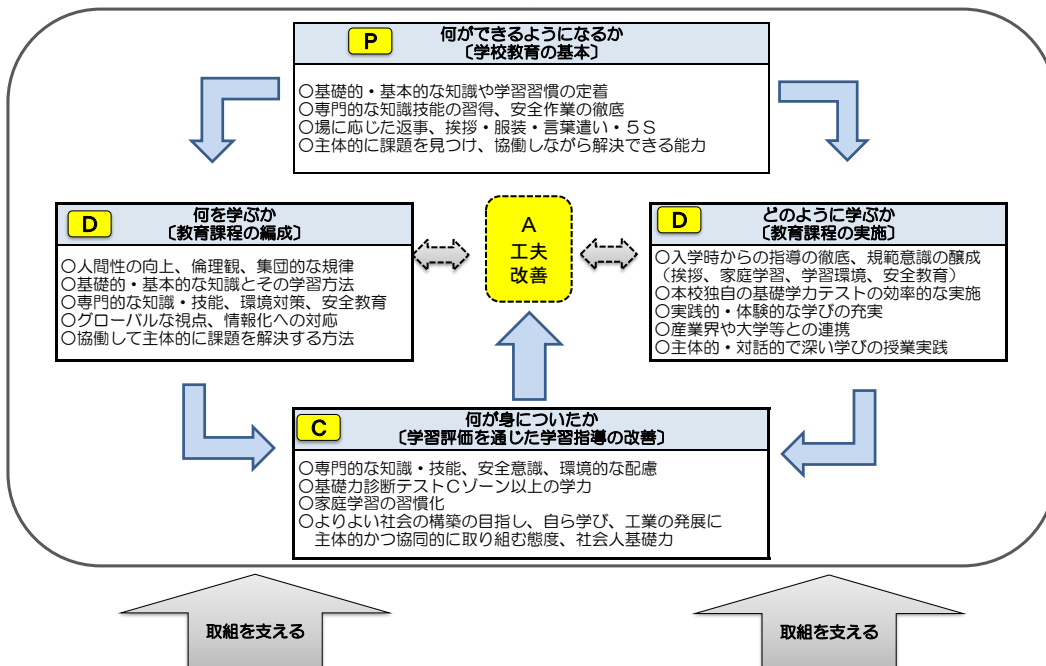 P
何ができるようになるか
〔学校教育の基本〕
○基礎的・基本的な知識や学習習慣の定着
○専門的な知識技能の習得、安全作業の徹底
○場に応じた返事、挨拶・服装・言葉遣い・５Ｓ
○主体的に課題を見つけ、協働しながら解決できる能力
D
何を学ぶか
〔教育課程の編成〕
○人間性の向上、倫理観、集団的な規律
○基礎的・基本的な知識とその学習方法
○専門的な知識・技能、環境対策、安全教育
○グローバルな視点、情報化への対応
○協働して主体的に課題を解決する方法
A
工夫
改善
D
どのように学ぶか
〔教育課程の実施〕
○入学時からの指導の徹底、規範意識の醸成
（挨拶、家庭学習、学習環境、安全教育）
○本校独自の基礎学力テストの効率的な実施
○実践的・体験的な学びの充実
○産業界や大学等との連携
○主体的・対話的で深い学びの授業実践
C
何が身についたか
〔学習評価を通じた学習指導の改善〕
○専門的な知識・技能、安全意識、環境的な配慮
○基礎力診断テストＣゾーン以上の学力
○家庭学習の習慣化
○よりよい社会の構築の目指し、自ら学び、工業の発展に
主体的かつ協同的に取り組む態度、社会人基礎力
取組を支える
取組を支える